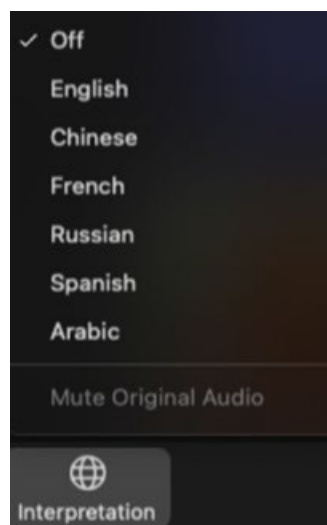 Off
English
Chinese
French
Russian
Spanish
Arabic
Mute Original Audio
Interpretation